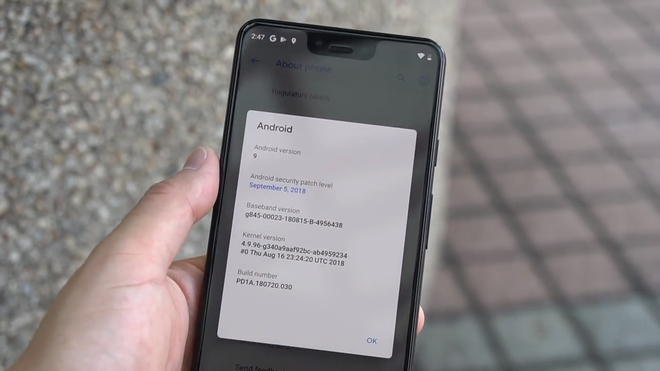 2:47 G
About phone
Regulatory labels
Android
Android version
9
Android security patch level
September 5, 2018
Baseband version
g845-00023-180815-B-4956438
Kernel version
4.9.96-g340a9aaf92bc-ab4959234
#0 Thu Aug 16 23:24:20 UTC 2018
Build number
PD1A.180720.030
OK
Send feedback